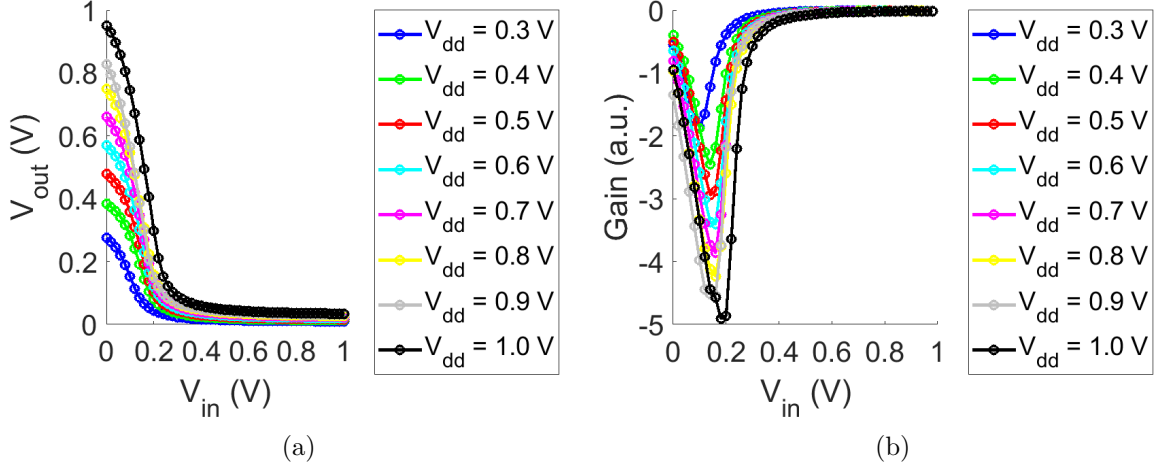 (a)
V_out (V)
1
0.8
0.6
0.4
0.2
0
0 0.2 0.4 0.6 0.8 1
V_in (V)
V_dd = 0.3 V
V_dd = 0.4 V
V_dd = 0.5 V
V_dd = 0.6 V
V_dd = 0.7 V
V_dd = 0.8 V
V_dd = 0.9 V
V_dd = 1.0 V
(b)
Gain (a.u.)
0
-1
-2
-3
-4
-5
0 0.2 0.4 0.6 0.8 1
V_in (V)
V_dd = 0.3 V
V_dd = 0.4 V
V_dd = 0.5 V
V_dd = 0.6 V
V_dd = 0.7 V
V_dd = 0.8 V
V_dd = 0.9 V
V_dd = 1.0 V